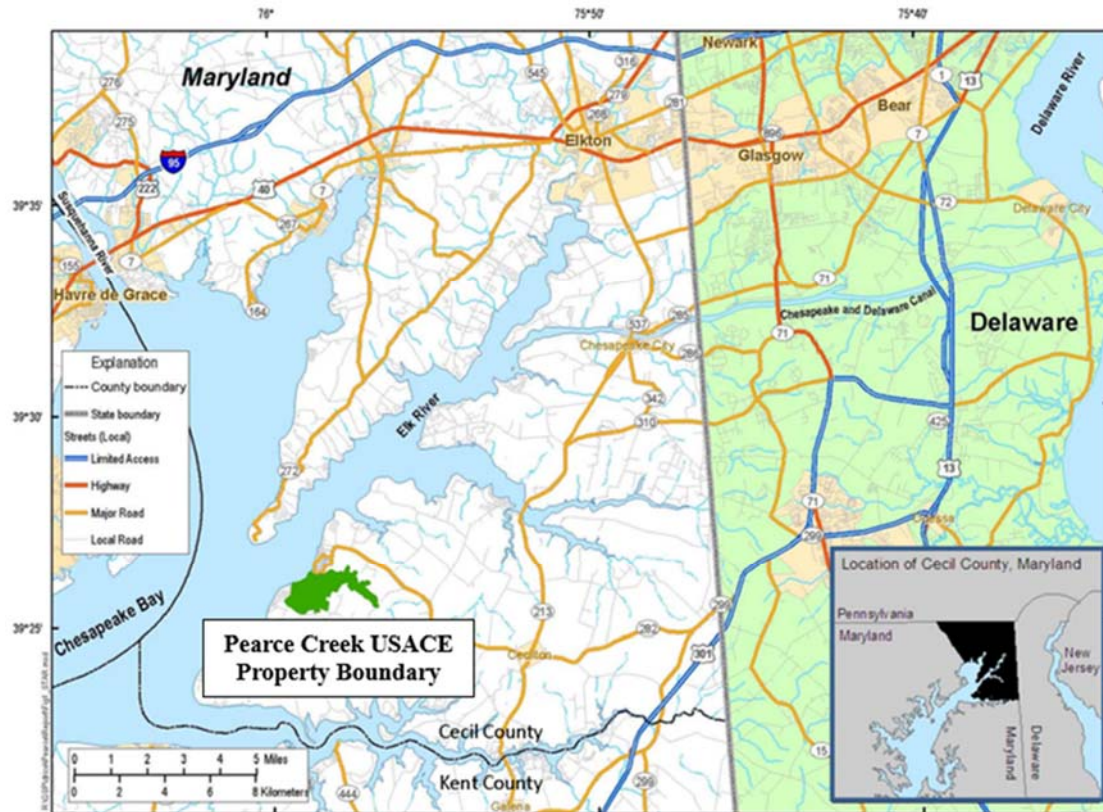 76°
75°50'
75°40'
Maryland
276
275
545
316
279
268
281
Newark
1
13
Bear
Delaware River
Elkton
896
Glasgow
7
95
222
40
7
39°35'
Susquehanna River
267
72
Delaware City
155
7
Havre de Grace
164
71
Chesapeake and Delaware Canal
537
285
Chesapeake City
286
71
Delaware
Explanation
County boundary
State boundary
Streets (Local)
Limited Access
Highway
Major Road
Local Road
39°30'
Elk River
342
310
425
13
272
71
299
Odessa
Location of Cecil County, Maryland
Pennsylvania
Maryland
New
Jersey
Maryland
Delaware
39°25'
Chesapeake Bay
Pearce Creek USACE
Property Boundary
213
282
299
301
Cecilton
15
Cecil County
Kent County
0 1 2 3 4 5 Miles
0 2 4 6 8 Kilometers
444
299
Galena